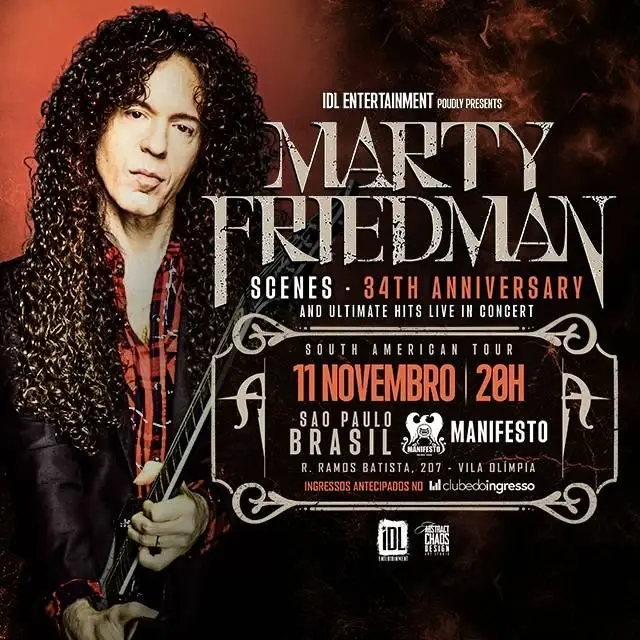 IDL ENTERTAINMENT POUDLY PRESENTS
MARTY
FRIEDMAN
SCENES · 34TH ANNIVERSARY
AND ULTIMATE HITS LIVE IN CONCERT
SOUTH AMERICAN TOUR
11 NOVEMBRO | 20H
SAO PAULO
BRASIL
MANIFESTO
MANIFESTO
R. RAMOS BATISTA, 207 - VILA OLÍMPIA
INGRESSOS ANTECIPADOS NO clubedoingresso
iDL
ENTERTAINMENT
ABSTRACT
CHAOS
DESIGN